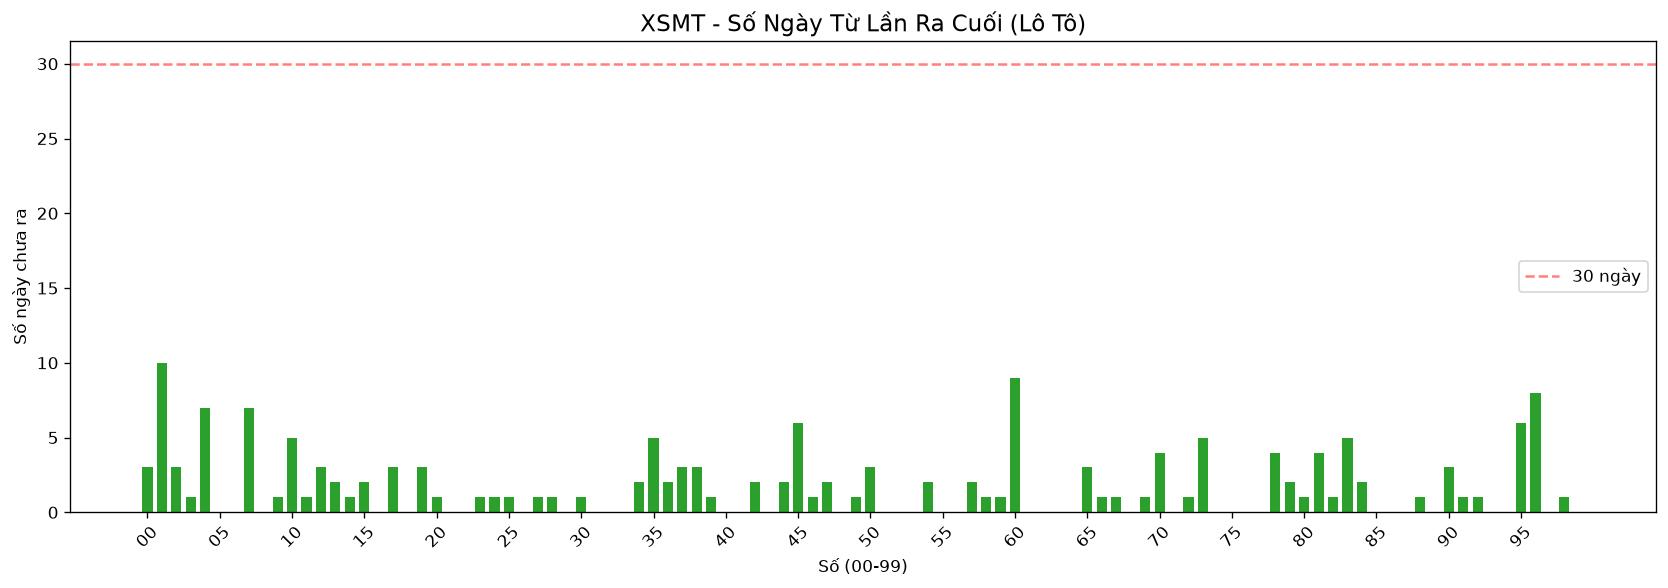 XSMT - Số Ngày Từ Lần Ra Cuối (Lô Tô)
Số ngày chưa ra
30
25
20
15
10
5
0
30 ngày
00 05 10 15 20 25 30 35 40 45 50 55 60 65 70 75 80 85 90 95
Số (00-99)